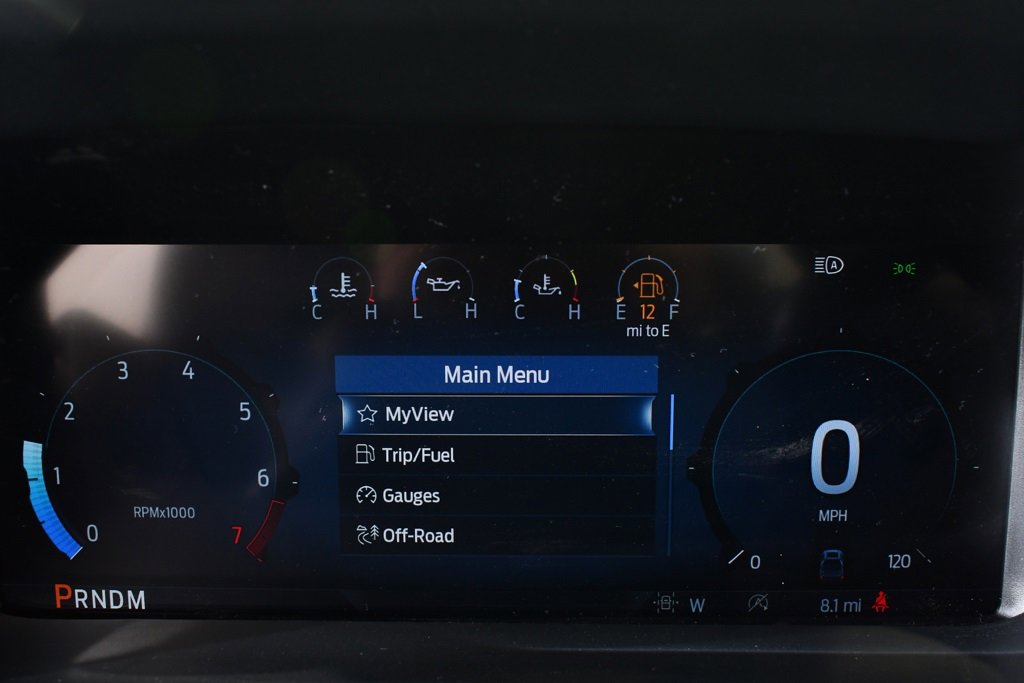 C H
L H
C H
E 12 F
mi to E
A
Main Menu
MyView
Trip/Fuel
Gauges
Off-Road
0
1
2
3
4
5
6
7
RPMx1000
0
MPH
0
120
PRNDM
W
8.1 mi